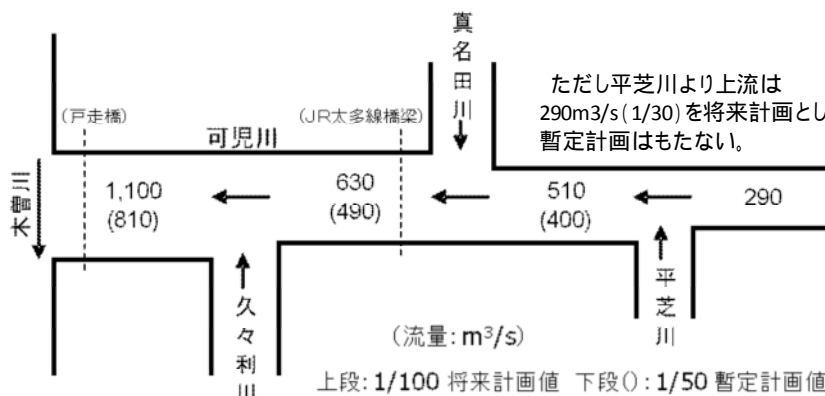 真名田川
ただし平芝川より上流は
290m3/s(1/30)を将来計画とし
暫定計画はもたない。
(戸走橋)
(JR太多線橋梁)
可児川
木曽川
1,100
(810)
630
(490)
510
(400)
290
久々利川
平芝川
(流量:m³/s)
上段:1/100 将来計画値 下段():1/50 暫定計画値